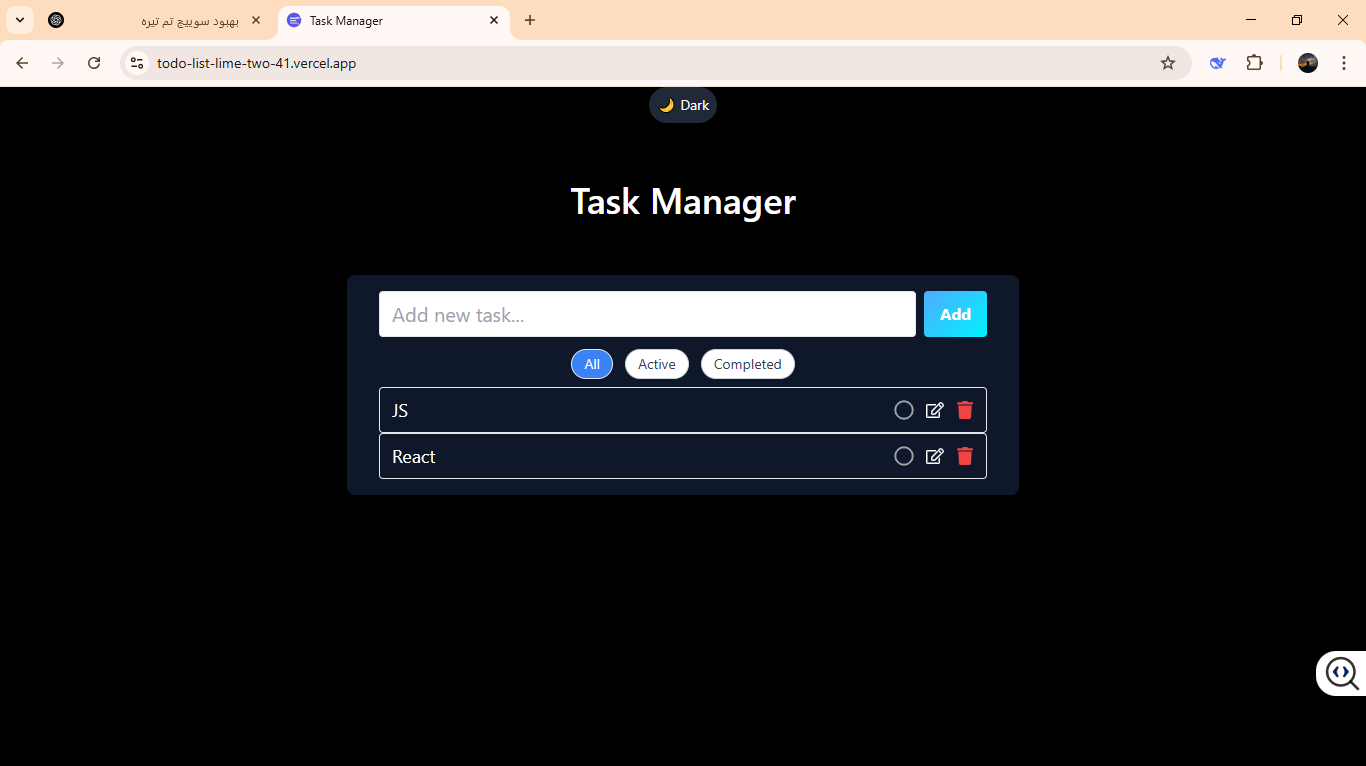 بهبود سوییچ تم تیره
Task Manager
todo-list-lime-two-41.vercel.app
🌙 Dark
Task Manager
Add new task...
Add
All
Active
Completed
JS
React